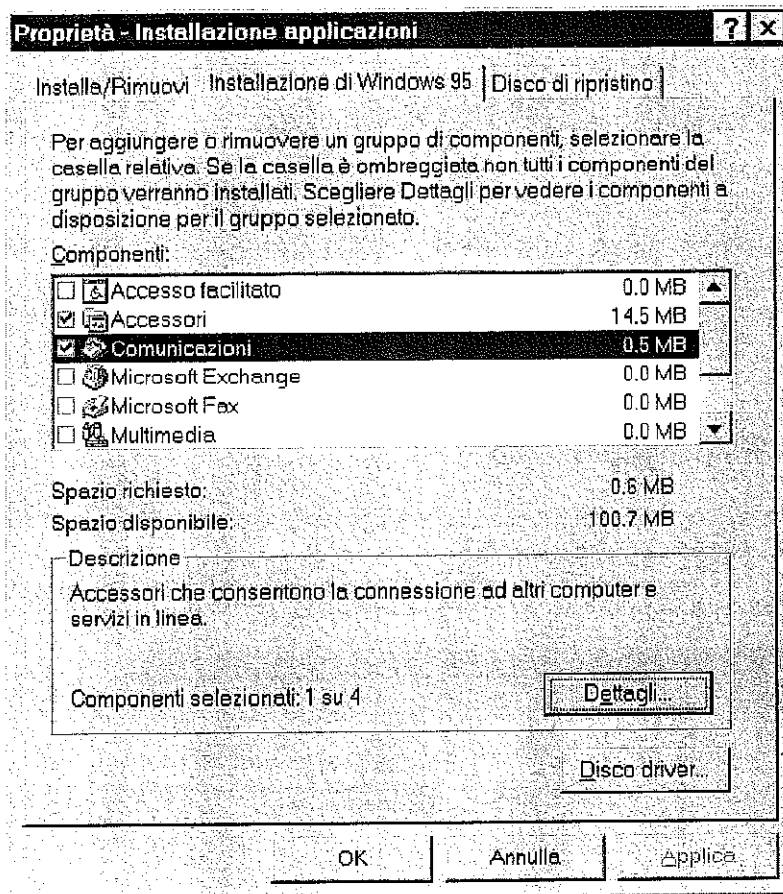 Proprietà - Installazione applicazioni
Installa/Rimuovi Installazione di Windows 95 Disco di ripristino
Per aggiungere o rimuovere un gruppo di componenti, selezionare la
casella relativa. Se la casella è ombreggiata non tutti i componenti del
gruppo verranno installati. Scegliere Dettagli per vedere i componenti a
disposizione per il gruppo selezionato.
Componenti:
Accesso facilitato 0.0 MB
Accessori 14.5 MB
Comunicazioni 0.5 MB
Microsoft Exchange 0.0 MB
Microsoft Fax 0.0 MB
Multimedia 0.0 MB
Spazio richiesto: 0.6 MB
Spazio disponibile: 100.7 MB
Descrizione
Accessori che consentono la connessione ad altri computer e
servizi in linea.
Componenti selezionati: 1 su 4 Dettagli...
Disco driver...
OK Annulla Applica